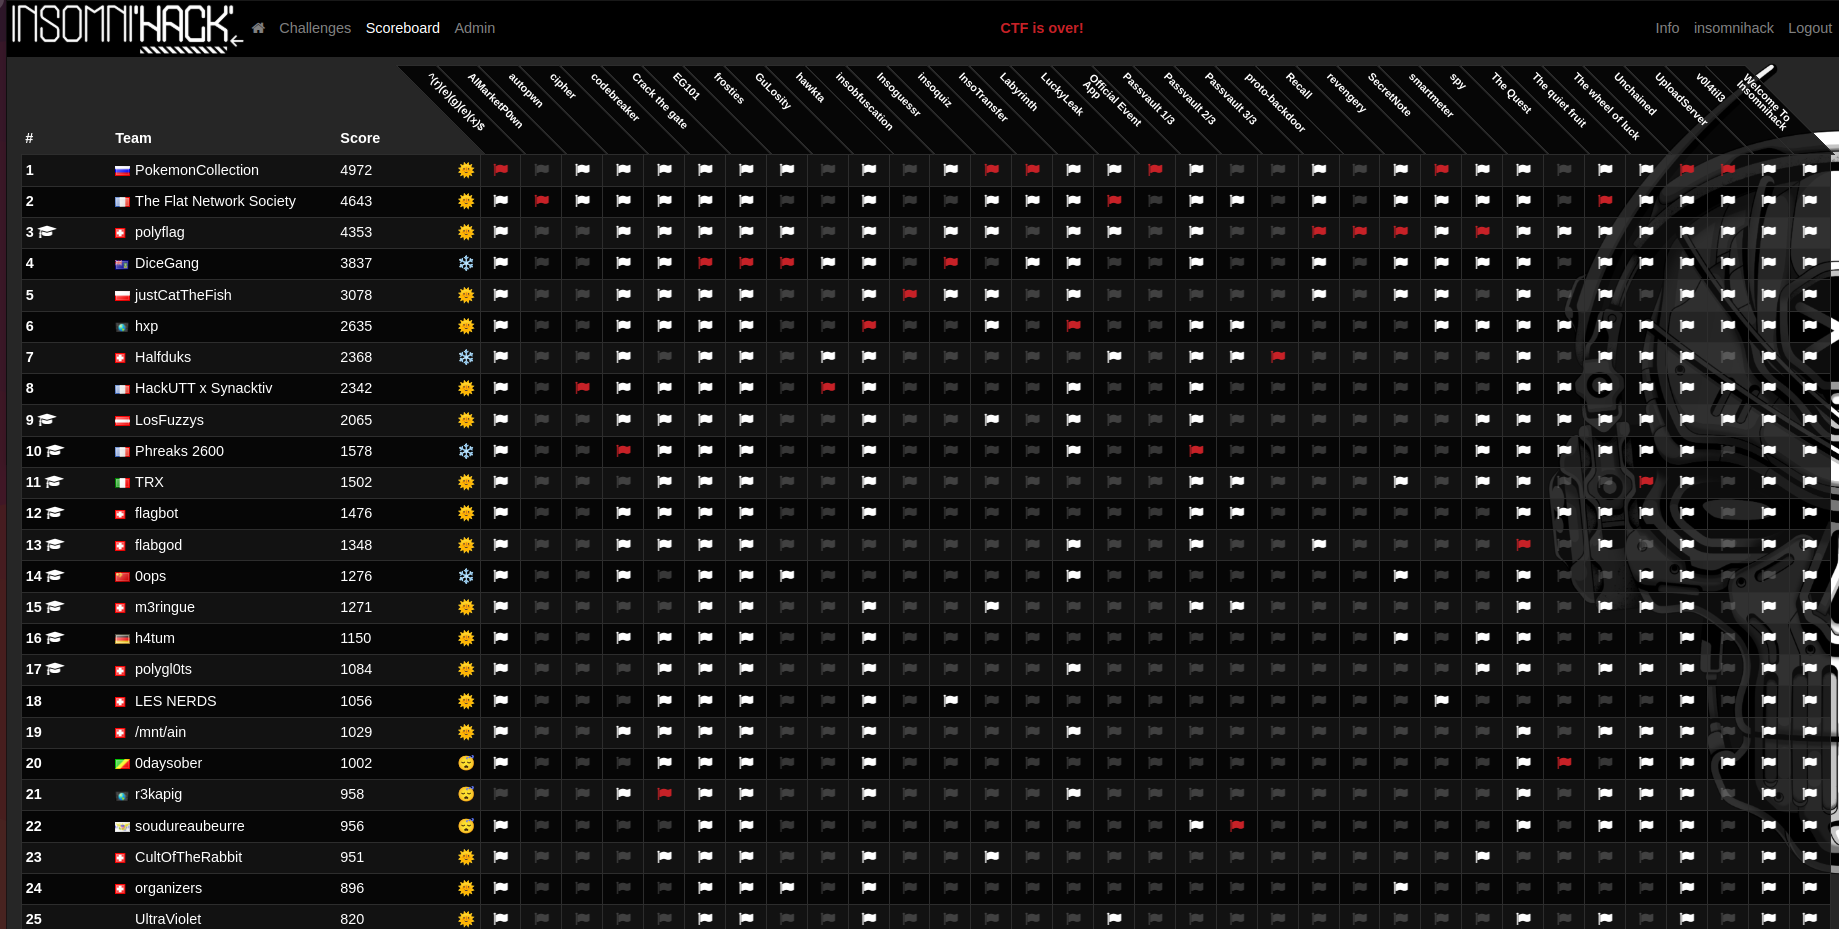 INSOMNI'HACK Challenges Scoreboard Admin CTF is over! Info insomnihack Logout
^(r)(e)(g)(e)(x)$ AIMarketP0wn autopwn cipher codebreaker Crack the gate EG101 frosties GuLosity hawkta insobfuscation Insoguessr insoquiz InsoTransfer Labyrinth LuckyLeak Official Event App Passvault 1/3 Passvault 2/3 Passvault 3/3 proto-backdoor Recall revengery SecretNote smartmeter spy The Quest The quiet fruit The wheel of luck Unchained UploadServer v0l4til3 Welcome To Insomnihack
# Team Score
1 PokemonCollection 4972
2 The Flat Network Society 4643
3 polyflag 4353
4 DiceGang 3837
5 justCatTheFish 3078
6 hxp 2635
7 Halfduks 2368
8 HackUTT x Synacktiv 2342
9 LosFuzzys 2065
10 Phreaks 2600 1578
11 TRX 1502
12 flagbot 1476
13 flabgod 1348
14 0ops 1276
15 m3ringue 1271
16 h4tum 1150
17 polygl0ts 1084
18 LES NERDS 1056
19 /mnt/ain 1029
20 0daysober 1002
21 r3kapig 958
22 soudureaubeurre 956
23 CultOfTheRabbit 951
24 organizers 896
25 UltraViolet 820